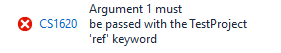 Argument 1 must
CS1620 be passed with the TestProject
'ref' keyword